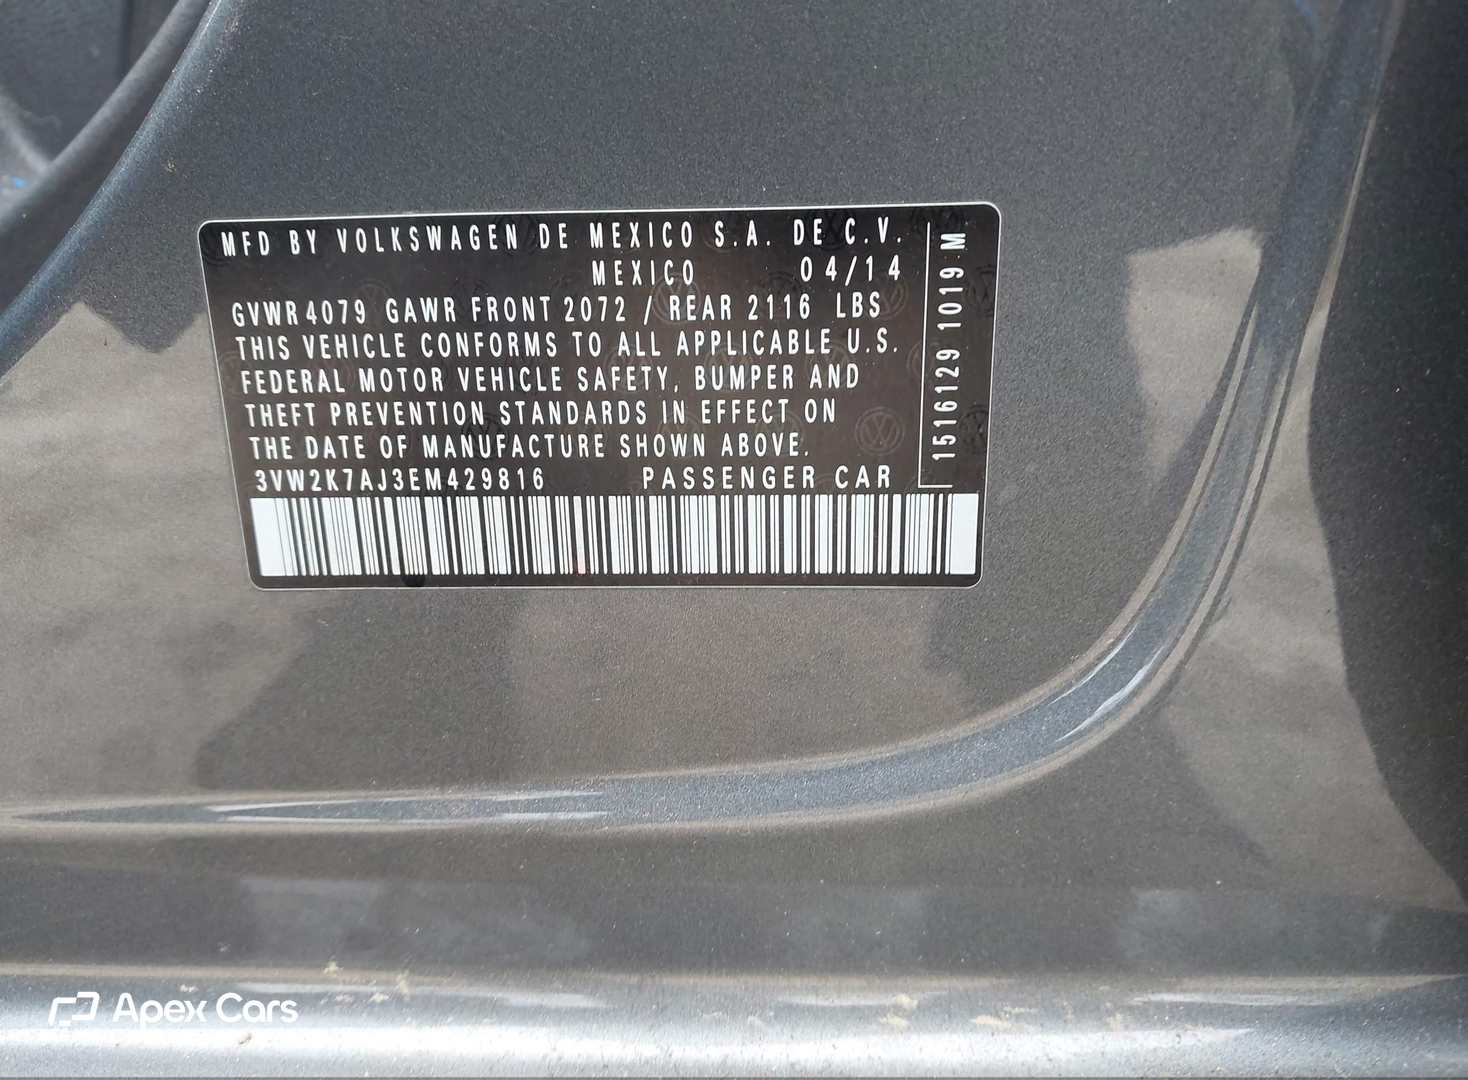 MFD BY VOLKSWAGEN DE MEXICO S.A. DE C.V.
MEXICO 04/14
GVWR 4079 GAWR FRONT 2072 / REAR 2116 LBS
THIS VEHICLE CONFORMS TO ALL APPLICABLE U.S.
FEDERAL MOTOR VEHICLE SAFETY, BUMPER AND
THEFT PREVENTION STANDARDS IN EFFECT ON
THE DATE OF MANUFACTURE SHOWN ABOVE.
3VW2K7AJ3EM429816 PASSENGER CAR
1516129 1019 M
Apex Cars